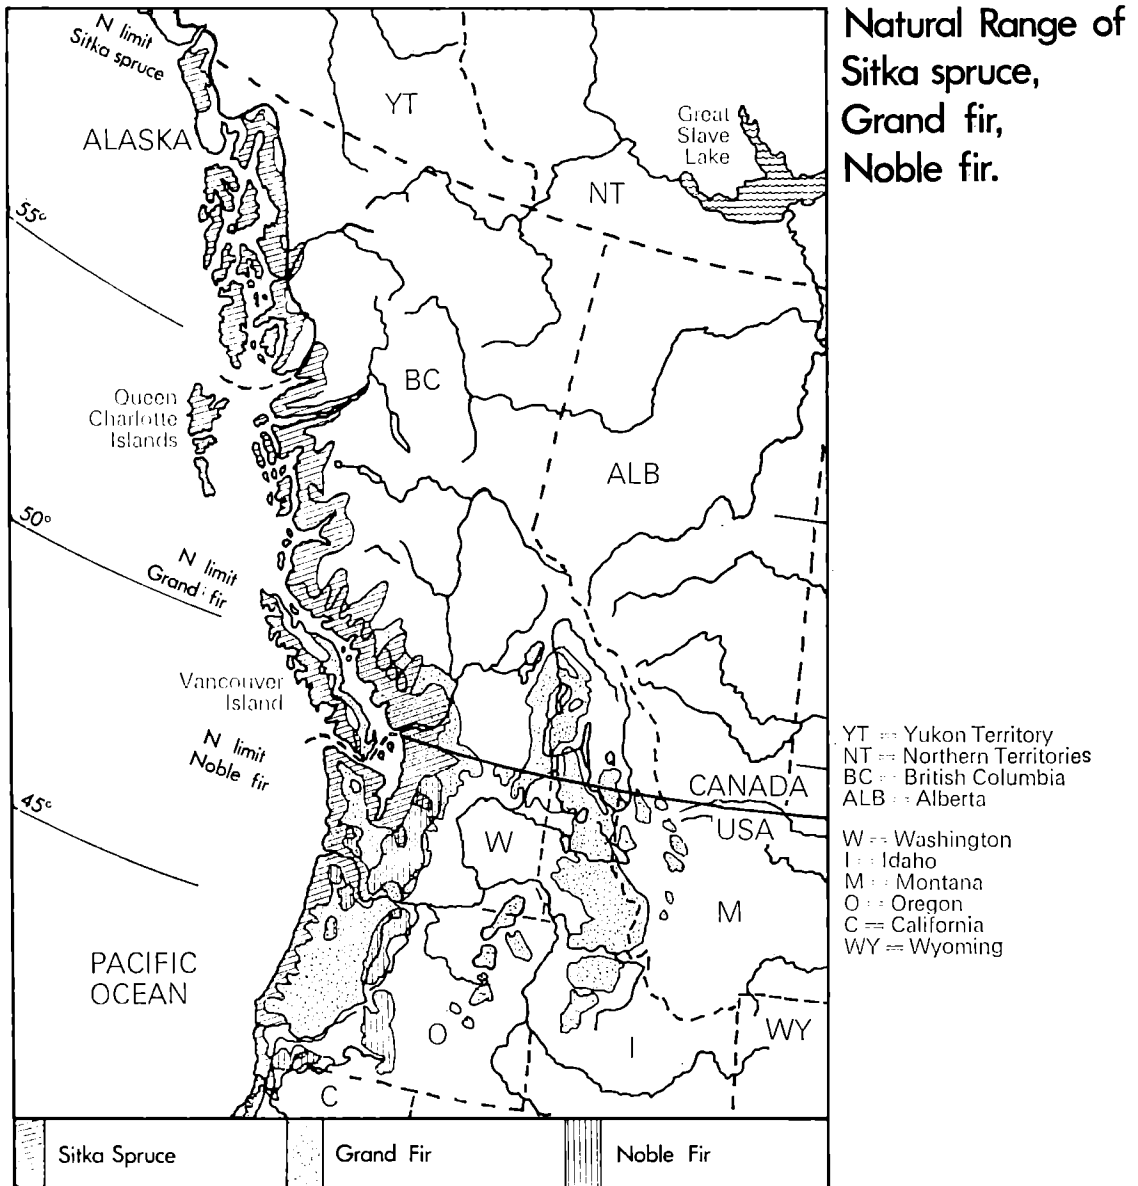 Natural Range of
Sitka spruce,
Grand fir,
Noble fir.
N limit
Sitka spruce
YT
ALASKA
Great
Slave
Lake
NT
55°
BC
Queen
Charlotte
Islands
ALB
50°
N limit
Grand fir
Vancouver
Island
N limit
Noble fir
CANADA
USA
45°
W
M
PACIFIC
OCEAN
O
I
WY
C
YT = Yukon Territory
NT = Northern Territories
BC = British Columbia
ALB = Alberta
W = Washington
I = Idaho
M = Montana
O = Oregon
C = California
WY = Wyoming
Sitka Spruce
Grand Fir
Noble Fir